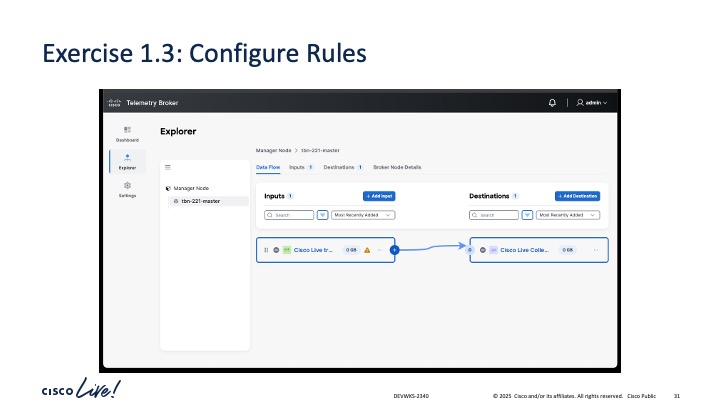 Exercise 1.3: Configure Rules
CISCO
Telemetry Broker
admin
Dashboard
Explorer
Settings
Explorer
Manager Node > tbn-221-master
Data Flow Inputs 1 Destinations 1 Broker Node Details
Manager Node
tbn-221-master
Inputs 1 + Add Input
Search Most Recently Added
Destinations 1 + Add Destination
Search Most Recently Added
Cisco Live tr... 0 GB ...
Cisco Live Colle... 0 GB ...
CISCO Live!
DEVWKS-2340
© 2025 Cisco and/or its affiliates. All rights reserved. Cisco Public
31